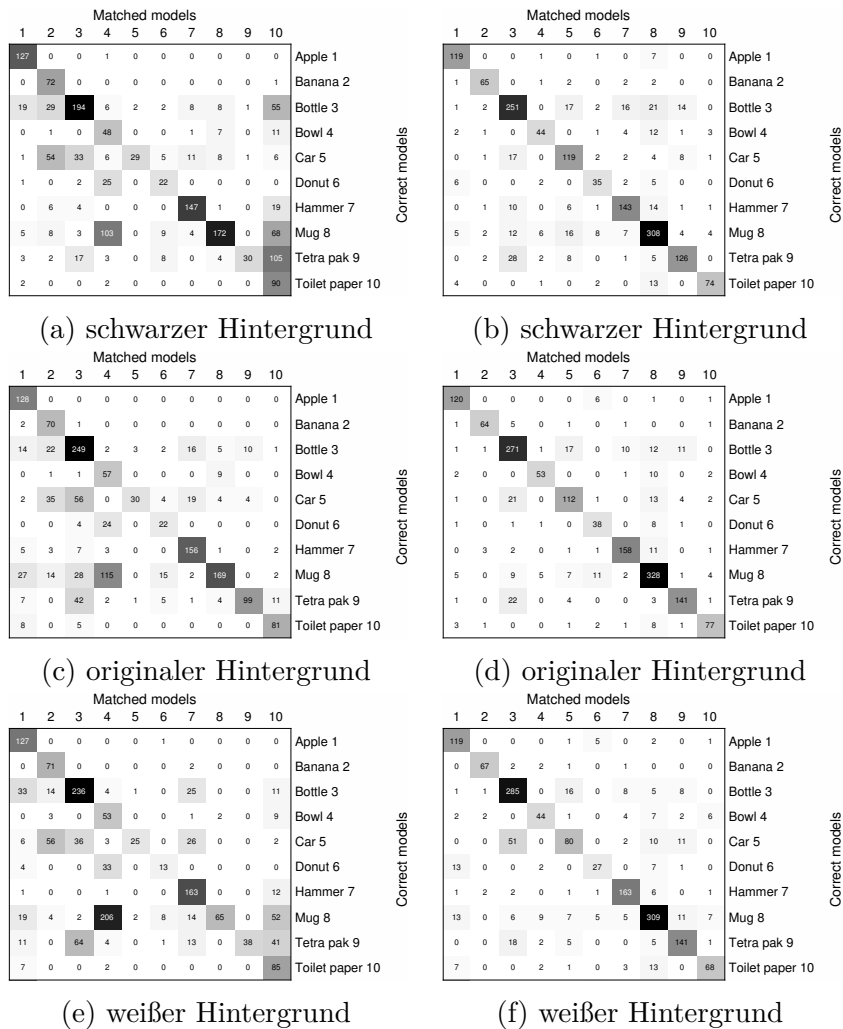 Matched models
1 2 3 4 5 6 7 8 9 10
127 0 0 1 0 0 0 0 0 0 Apple 1
0 72 0 0 0 0 0 0 0 1 Banana 2
19 29 194 6 2 2 8 8 1 55 Bottle 3
0 1 0 48 0 0 1 7 0 11 Bowl 4
1 54 33 6 29 5 11 8 1 6 Car 5
1 0 2 25 0 22 0 0 0 0 Donut 6
0 6 4 0 0 0 147 1 0 19 Hammer 7
5 8 3 103 0 9 4 172 0 68 Mug 8
3 2 17 3 0 8 0 4 30 105 Tetra pak 9
2 0 0 2 0 0 0 0 0 90 Toilet paper 10
Correct models
(a) schwarzer Hintergrund
Matched models
1 2 3 4 5 6 7 8 9 10
119 0 0 0 1 0 1 0 7 0 0 Apple 1
1 65 0 1 2 0 2 2 0 0 Banana 2
1 2 251 0 17 2 16 21 14 0 Bottle 3
2 1 0 44 0 1 4 12 1 3 Bowl 4
0 1 17 0 119 2 2 4 8 1 Car 5
6 0 0 2 0 35 2 5 0 0 Donut 6
0 1 10 0 6 1 143 14 1 1 Hammer 7
5 2 12 6 16 8 7 308 4 4 Mug 8
0 2 28 2 8 0 1 5 126 0 Tetra pak 9
4 0 0 1 0 2 0 13 0 74 Toilet paper 10
Correct models
(b) schwarzer Hintergrund
Matched models
1 2 3 4 5 6 7 8 9 10
128 0 0 0 0 0 0 0 0 0 Apple 1
2 70 1 0 0 0 0 0 0 0 Banana 2
14 22 249 2 3 2 16 5 10 1 Bottle 3
0 1 1 57 0 0 0 9 0 0 Bowl 4
2 35 56 5 30 4 19 4 4 0 Car 5
0 0 4 24 0 22 0 0 0 0 Donut 6
5 3 7 3 0 0 156 1 0 2 Hammer 7
27 14 28 115 0 15 2 169 0 2 Mug 8
7 0 42 2 1 5 1 4 99 11 Tetra pak 9
8 0 5 0 0 0 0 0 0 81 Toilet paper 10
Correct models
(c) originaler Hintergrund
Matched models
1 2 3 4 5 6 7 8 9 10
120 0 0 0 0 6 0 1 0 1 Apple 1
1 64 5 0 1 0 0 1 0 1 Banana 2
1 1 271 1 17 0 10 12 11 0 Bottle 3
2 0 0 53 0 0 1 10 0 2 Bowl 4
1 0 21 0 112 1 0 13 4 2 Car 5
0 1 1 1 0 38 0 8 1 0 Donut 6
0 3 2 0 1 1 158 11 0 1 Hammer 7
5 0 9 5 7 11 2 328 1 4 Mug 8
1 0 22 0 4 0 0 3 141 1 Tetra pak 9
3 1 0 0 1 2 1 8 1 77 Toilet paper 10
Correct models
(d) originaler Hintergrund
Matched models
1 2 3 4 5 6 7 8 9 10
127 0 0 0 0 1 0 0 0 0 Apple 1
0 71 0 0 0 0 2 0 0 0 Banana 2
33 14 236 4 1 0 25 0 0 11 Bottle 3
0 3 0 53 0 0 1 2 0 9 Bowl 4
6 56 36 3 25 0 26 0 0 2 Car 5
4 0 0 33 0 13 0 0 0 0 Donut 6
1 0 0 1 0 0 163 0 0 12 Hammer 7
19 4 2 206 2 8 14 65 0 52 Mug 8
11 0 64 4 0 1 13 0 38 41 Tetra pak 9
7 0 0 2 0 0 0 0 0 85 Toilet paper 10
Correct models
(e) weißer Hintergrund
Matched models
1 2 3 4 5 6 7 8 9 10
119 0 0 0 1 5 0 2 0 1 Apple 1
0 67 2 2 1 0 1 0 0 0 Banana 2
1 1 285 0 16 0 8 5 8 0 Bottle 3
2 2 0 44 1 0 4 7 2 6 Bowl 4
0 0 51 0 80 0 2 10 11 0 Car 5
13 0 0 0 2 27 0 7 1 0 Donut 6
1 2 2 0 1 1 163 6 0 1 Hammer 7
13 0 6 9 7 5 5 309 11 7 Mug 8
0 0 18 2 5 0 0 5 141 1 Tetra pak 9
7 0 0 2 1 0 3 13 0 68 Toilet paper 10
Correct models
(f) weißer Hintergrund